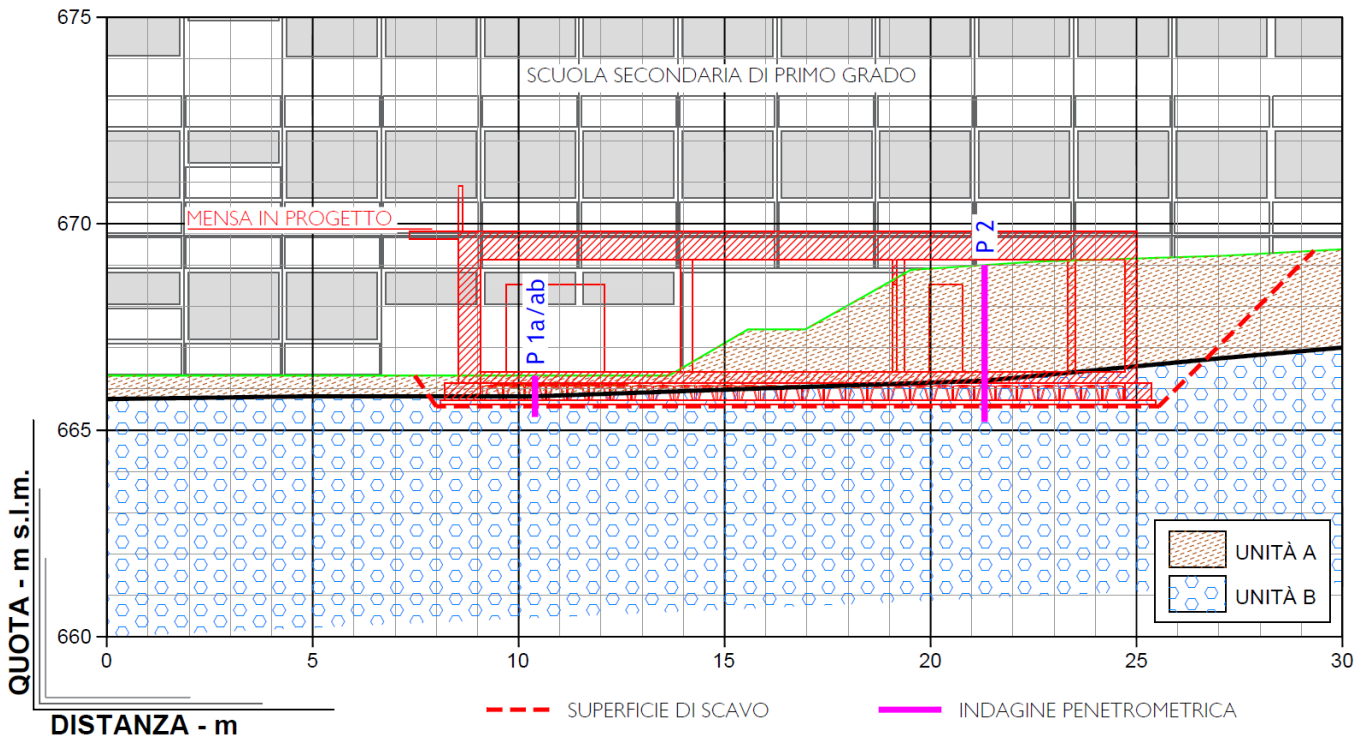 675
SCUOLA SECONDARIA DI PRIMO GRADO
MENSA IN PROGETTO
670
P 1a/ab
P 2
665
UNITÀ A
UNITÀ B
660
0 5 10 15 20 25 30
QUOTA - m s.l.m.
DISTANZA - m
SUPERFICIE DI SCAVO
INDAGINE PENETROMETRICA